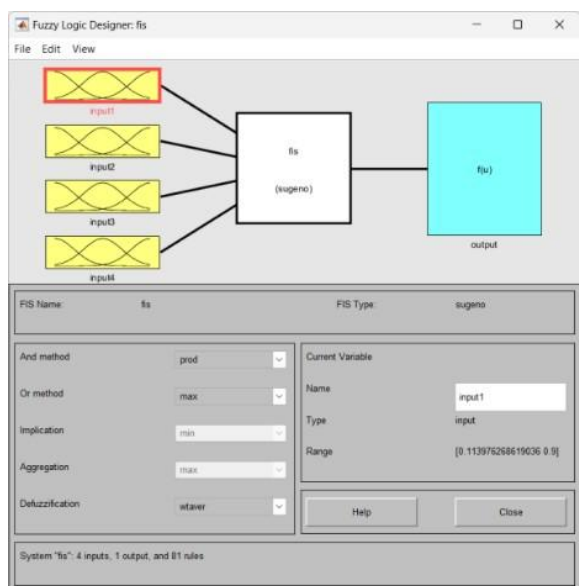 Fuzzy Logic Designer: fis
File Edit View
input1
input2
input3
input4
fis
(sugeno)
f(u)
output
FIS Name: fis FIS Type: sugeno
And method prod
Or method max
Implication min
Aggregation max
Defuzzification wtaver
Current Variable
Name input1
Type input
Range [0.113976268619036 0.9]
Help Close
System "fis": 4 inputs, 1 output, and 81 rules